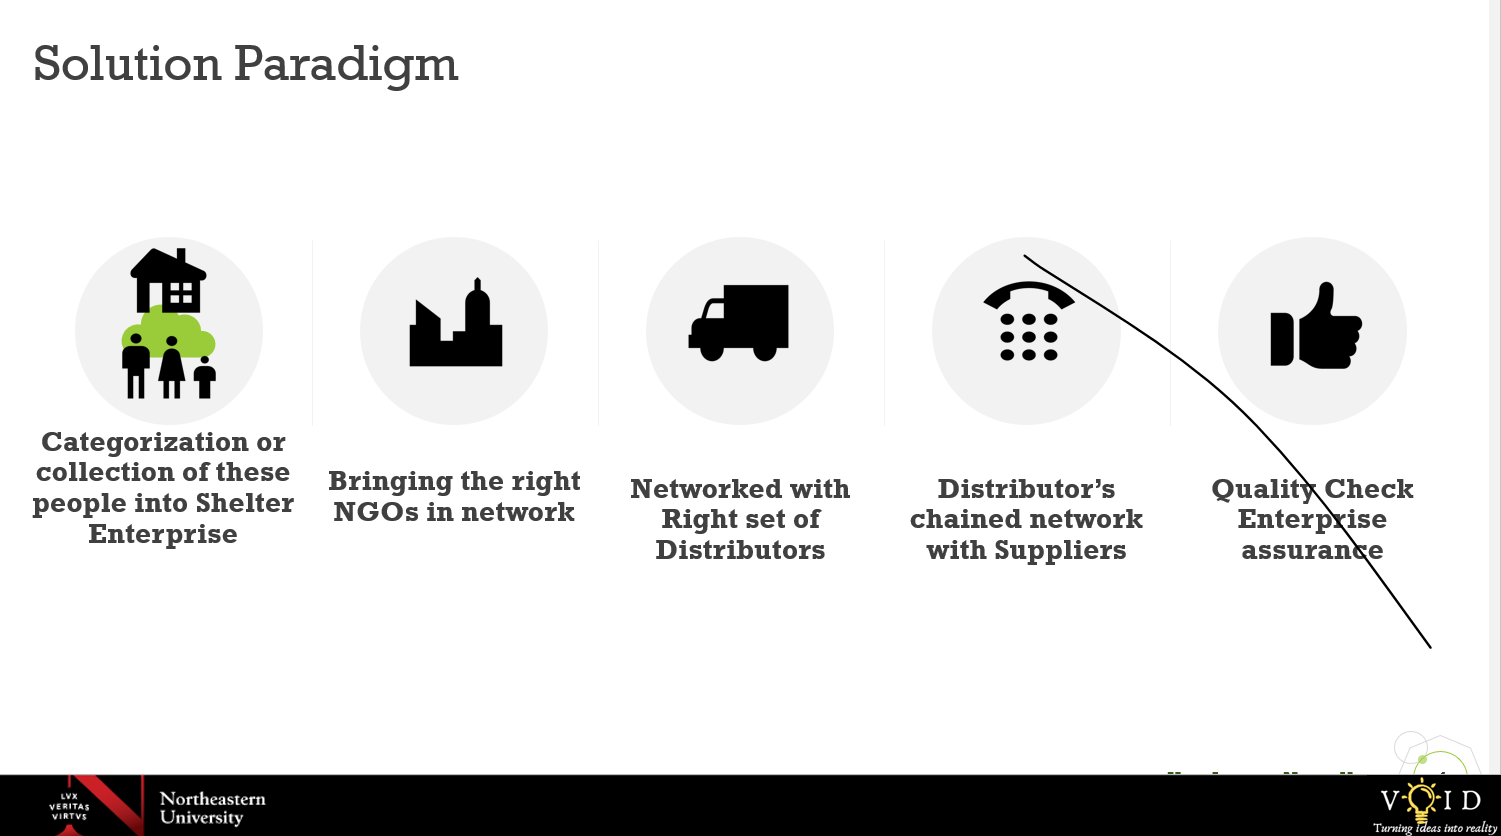 Solution Paradigm
Categorization or
collection of these
people into Shelter
Enterprise
Bringing the right
NGOs in network
Networked with
Right set of
Distributors
Distributor’s
chained network
with Suppliers
Quality Check
Enterprise
assurance
LVX
VERITAS
VIRTVS
Northeastern
University
VOID
Turning ideas into reality